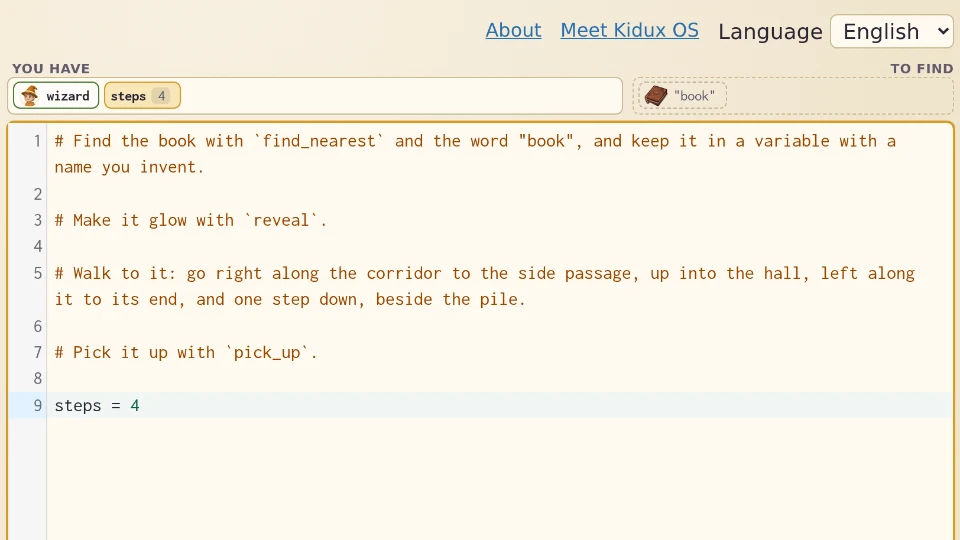 About Meet Kidux OS Language English
YOU HAVE TO FIND
wizard steps 4 "book"
1 # Find the book with `find_nearest` and the word "book", and keep it in a variable with a
name you invent.
2
3 # Make it glow with `reveal`.
4
5 # Walk to it: go right along the corridor to the side passage, up into the hall, left along
it to its end, and one step down, beside the pile.
6
7 # Pick it up with `pick_up`.
8
9 steps = 4